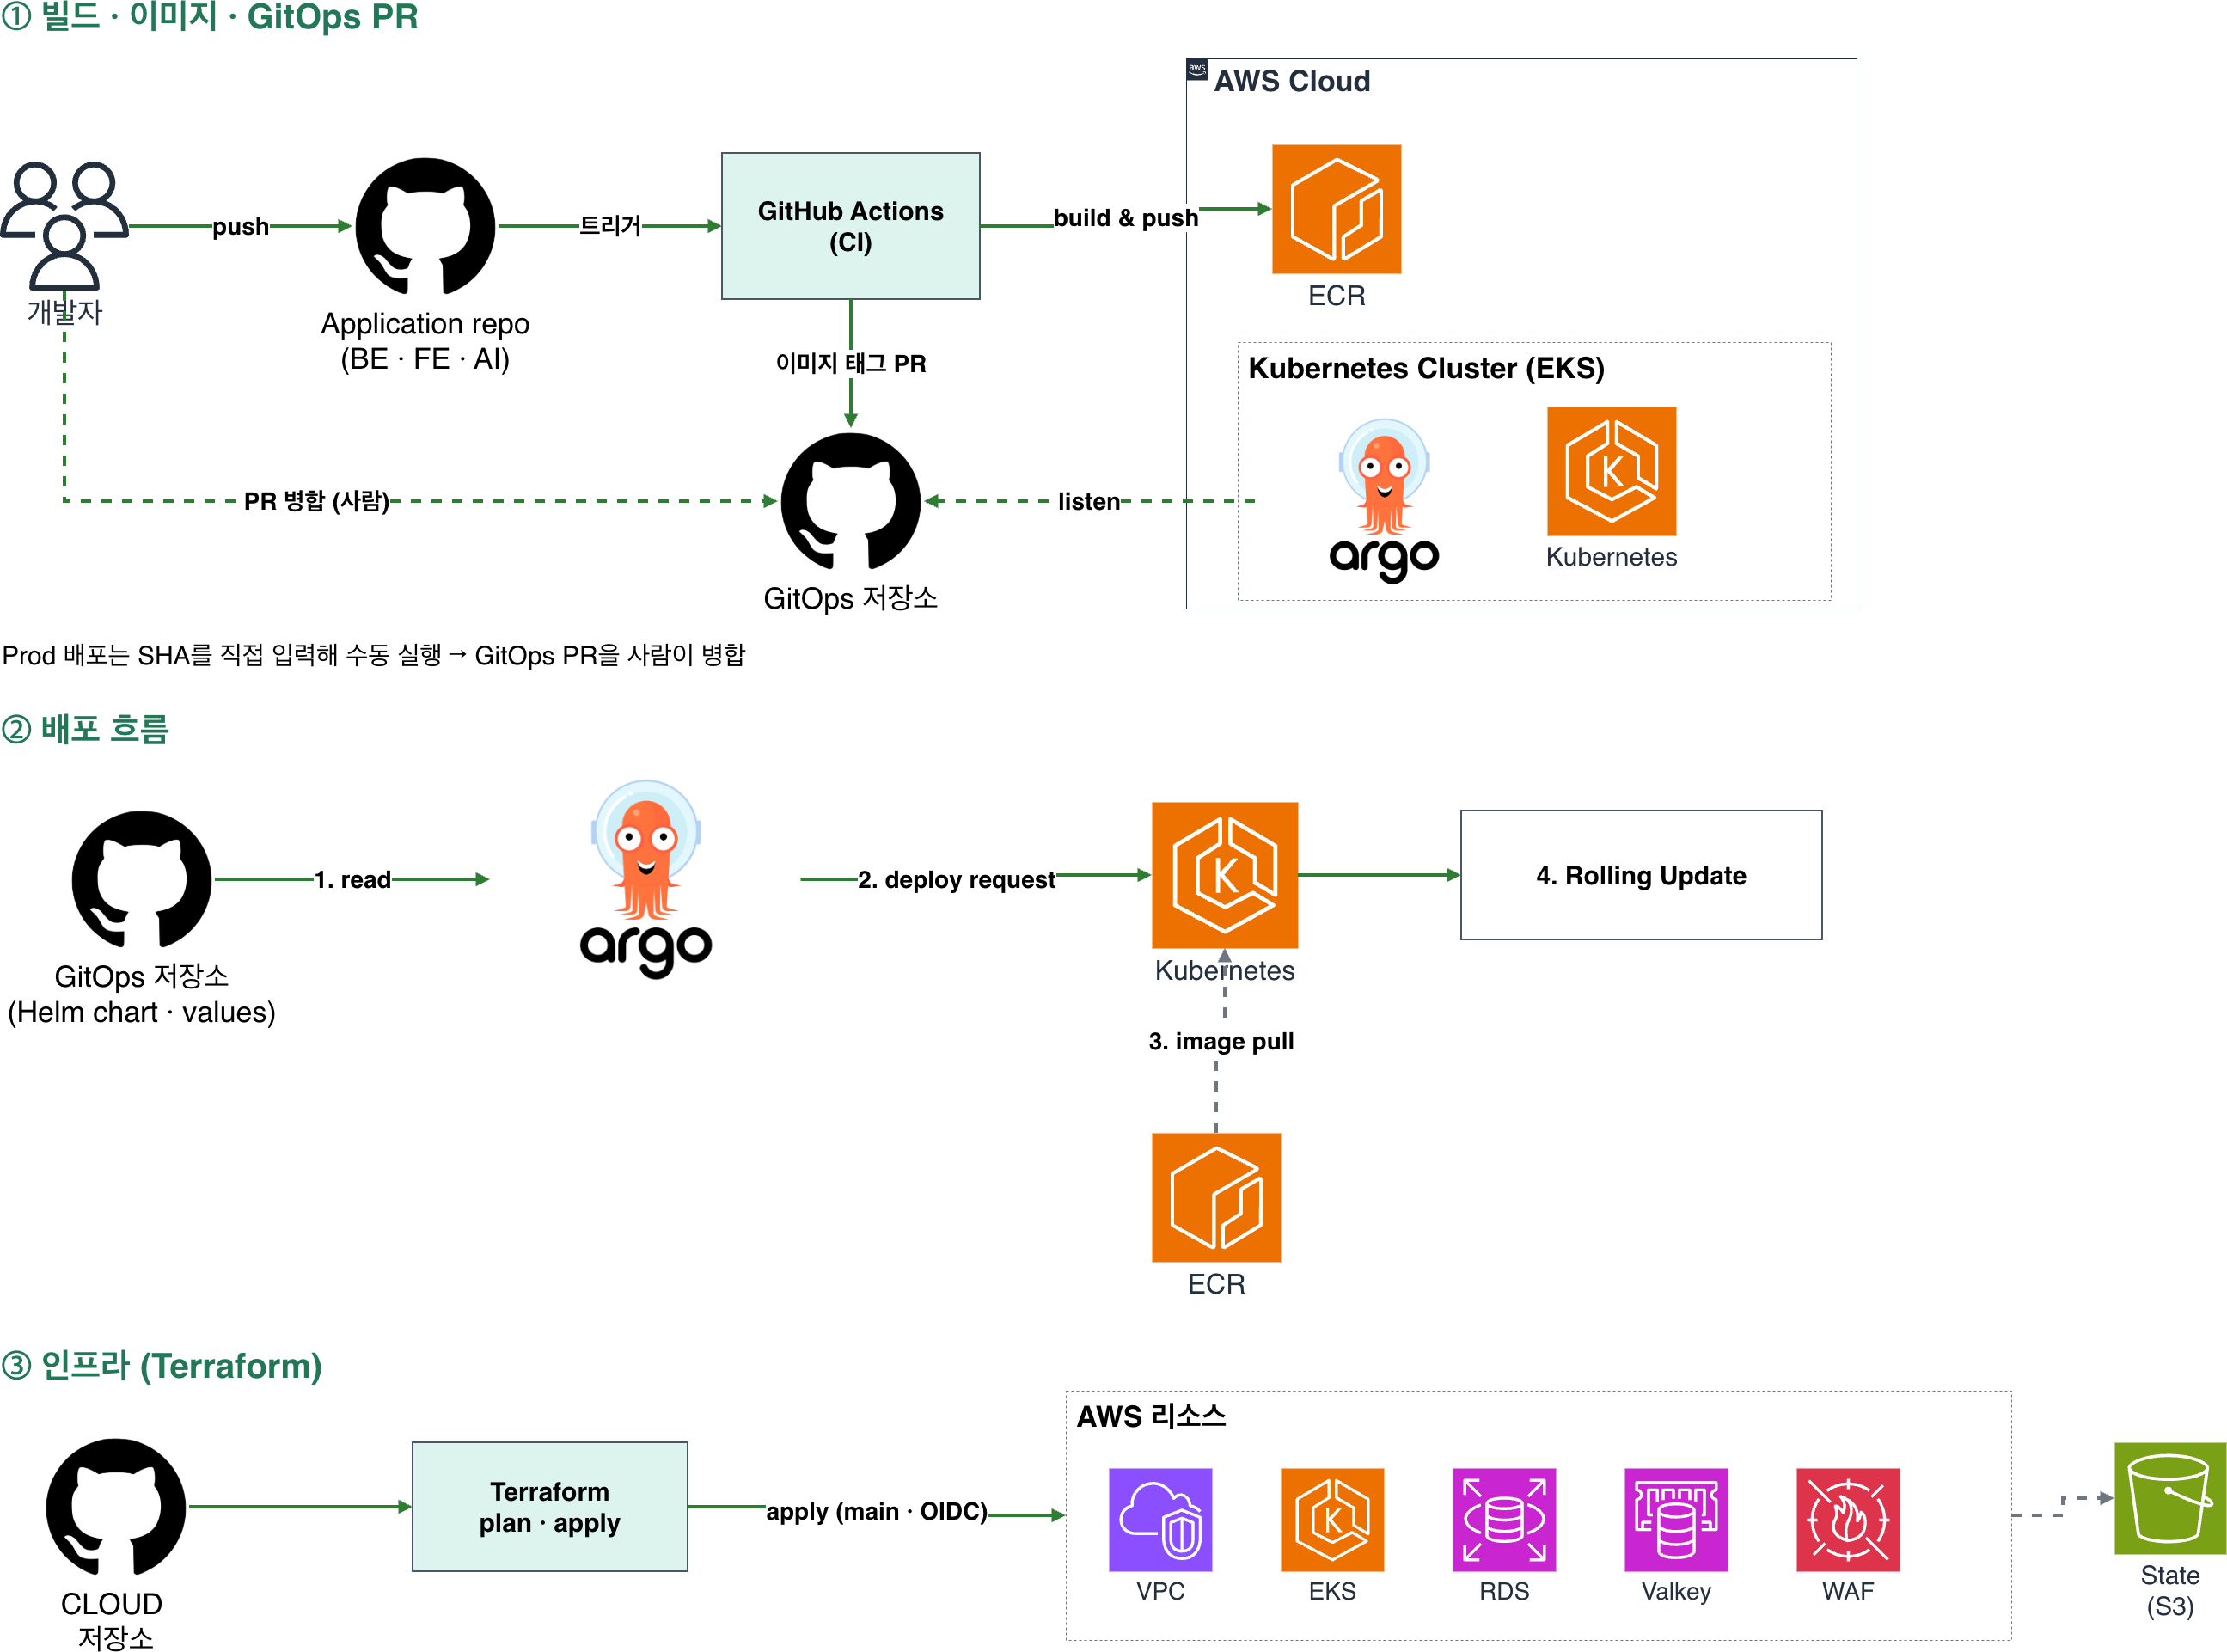 ① 빌드 · 이미지 · GitOps PR
aws
AWS Cloud
push
트리거
GitHub Actions
(CI)
build & push
ECR
개발자
Application repo
(BE · FE · AI)
이미지 태그 PR
Kubernetes Cluster (EKS)
PR 병합 (사람)
listen
argo
Kubernetes
GitOps 저장소
Prod 배포는 SHA를 직접 입력해 수동 실행 → GitOps PR을 사람이 병합
② 배포 흐름
1. read
argo
2. deploy request
4. Rolling Update
GitOps 저장소
(Helm chart · values)
Kubernetes
3. image pull
ECR
③ 인프라 (Terraform)
AWS 리소스
Terraform
plan · apply
apply (main · OIDC)
CLOUD
저장소
VPC
EKS
RDS
Valkey
WAF
State
(S3)